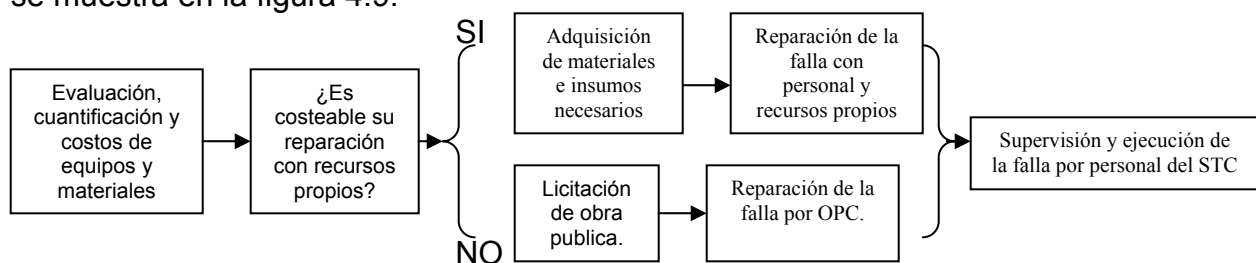 se muestra en la figura 4.9.
Evaluación,
cuantificación y
costos de
equipos y
materiales
¿Es
costeable su
reparación
con recursos
propios?
SI
Adquisición
de materiales
e insumos
necesarios
Reparación de la
falla con
personal y
recursos propios
NO
Licitación
de obra
publica.
Reparación de la
falla por OPC.
Supervisión y ejecución de
la falla por personal del STC